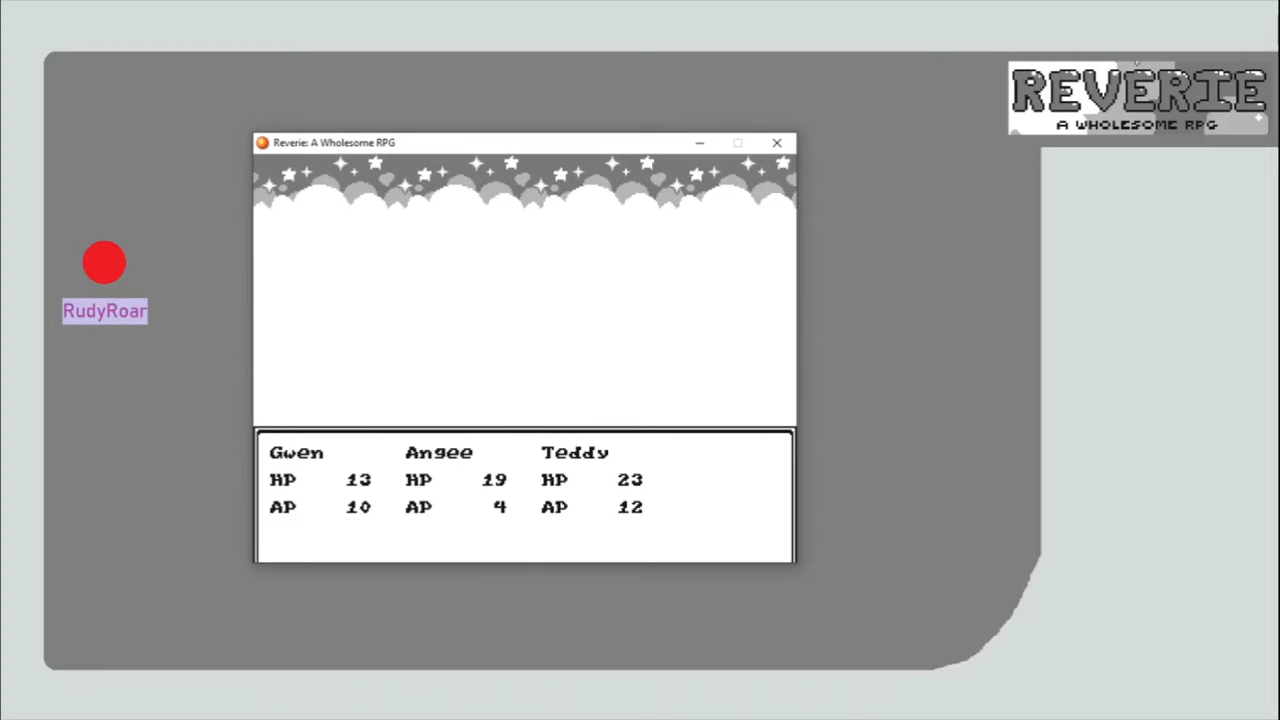 REVERIE
A WHOLESOME RPG
Reverie: A Wholesome RPG
RudyRoar
Gwen Angee Teddy
HP 13 HP 19 HP 23
AP 10 AP 4 AP 12